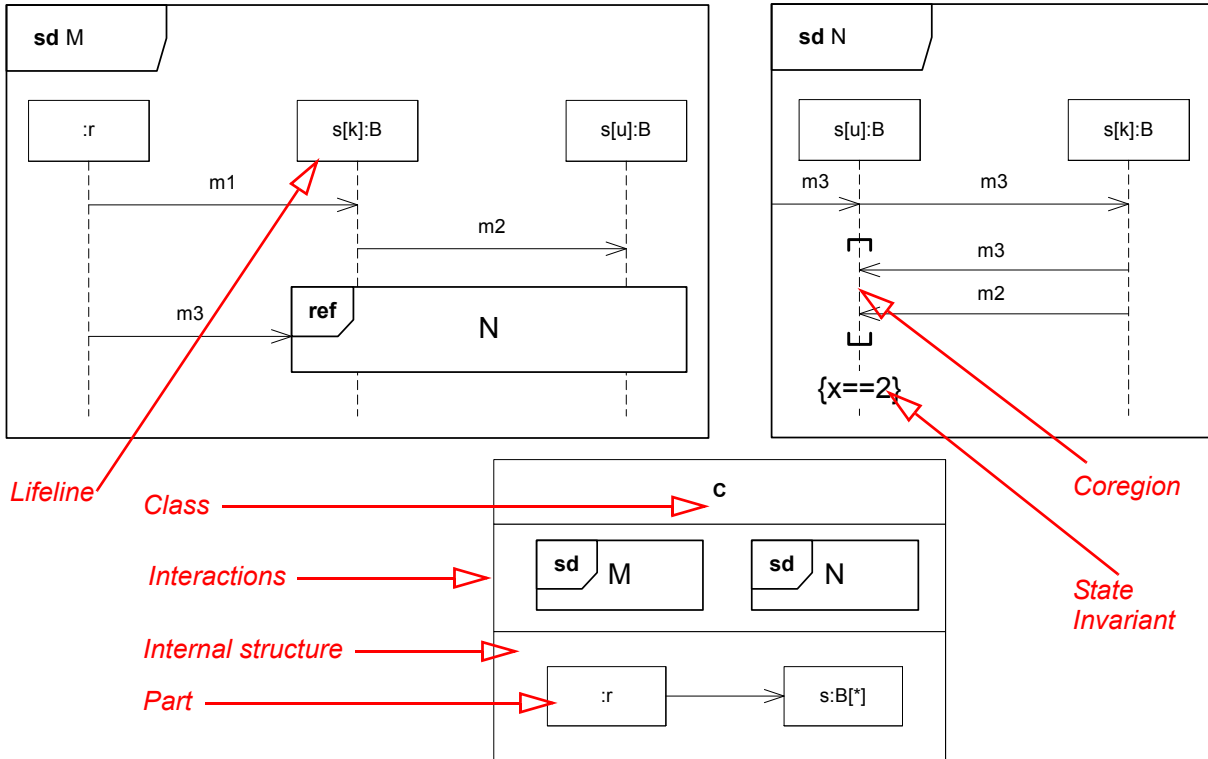 sd M
:r
s[k]:B
s[u]:B
m1
m2
m3
ref
N
sd N
s[u]:B
s[k]:B
m3
m3
m3
m2
{x==2}
Lifeline
Class
C
Coregion
Interactions
sd M
sd N
State
Invariant
Internal structure
Part
:r
s:B[*]